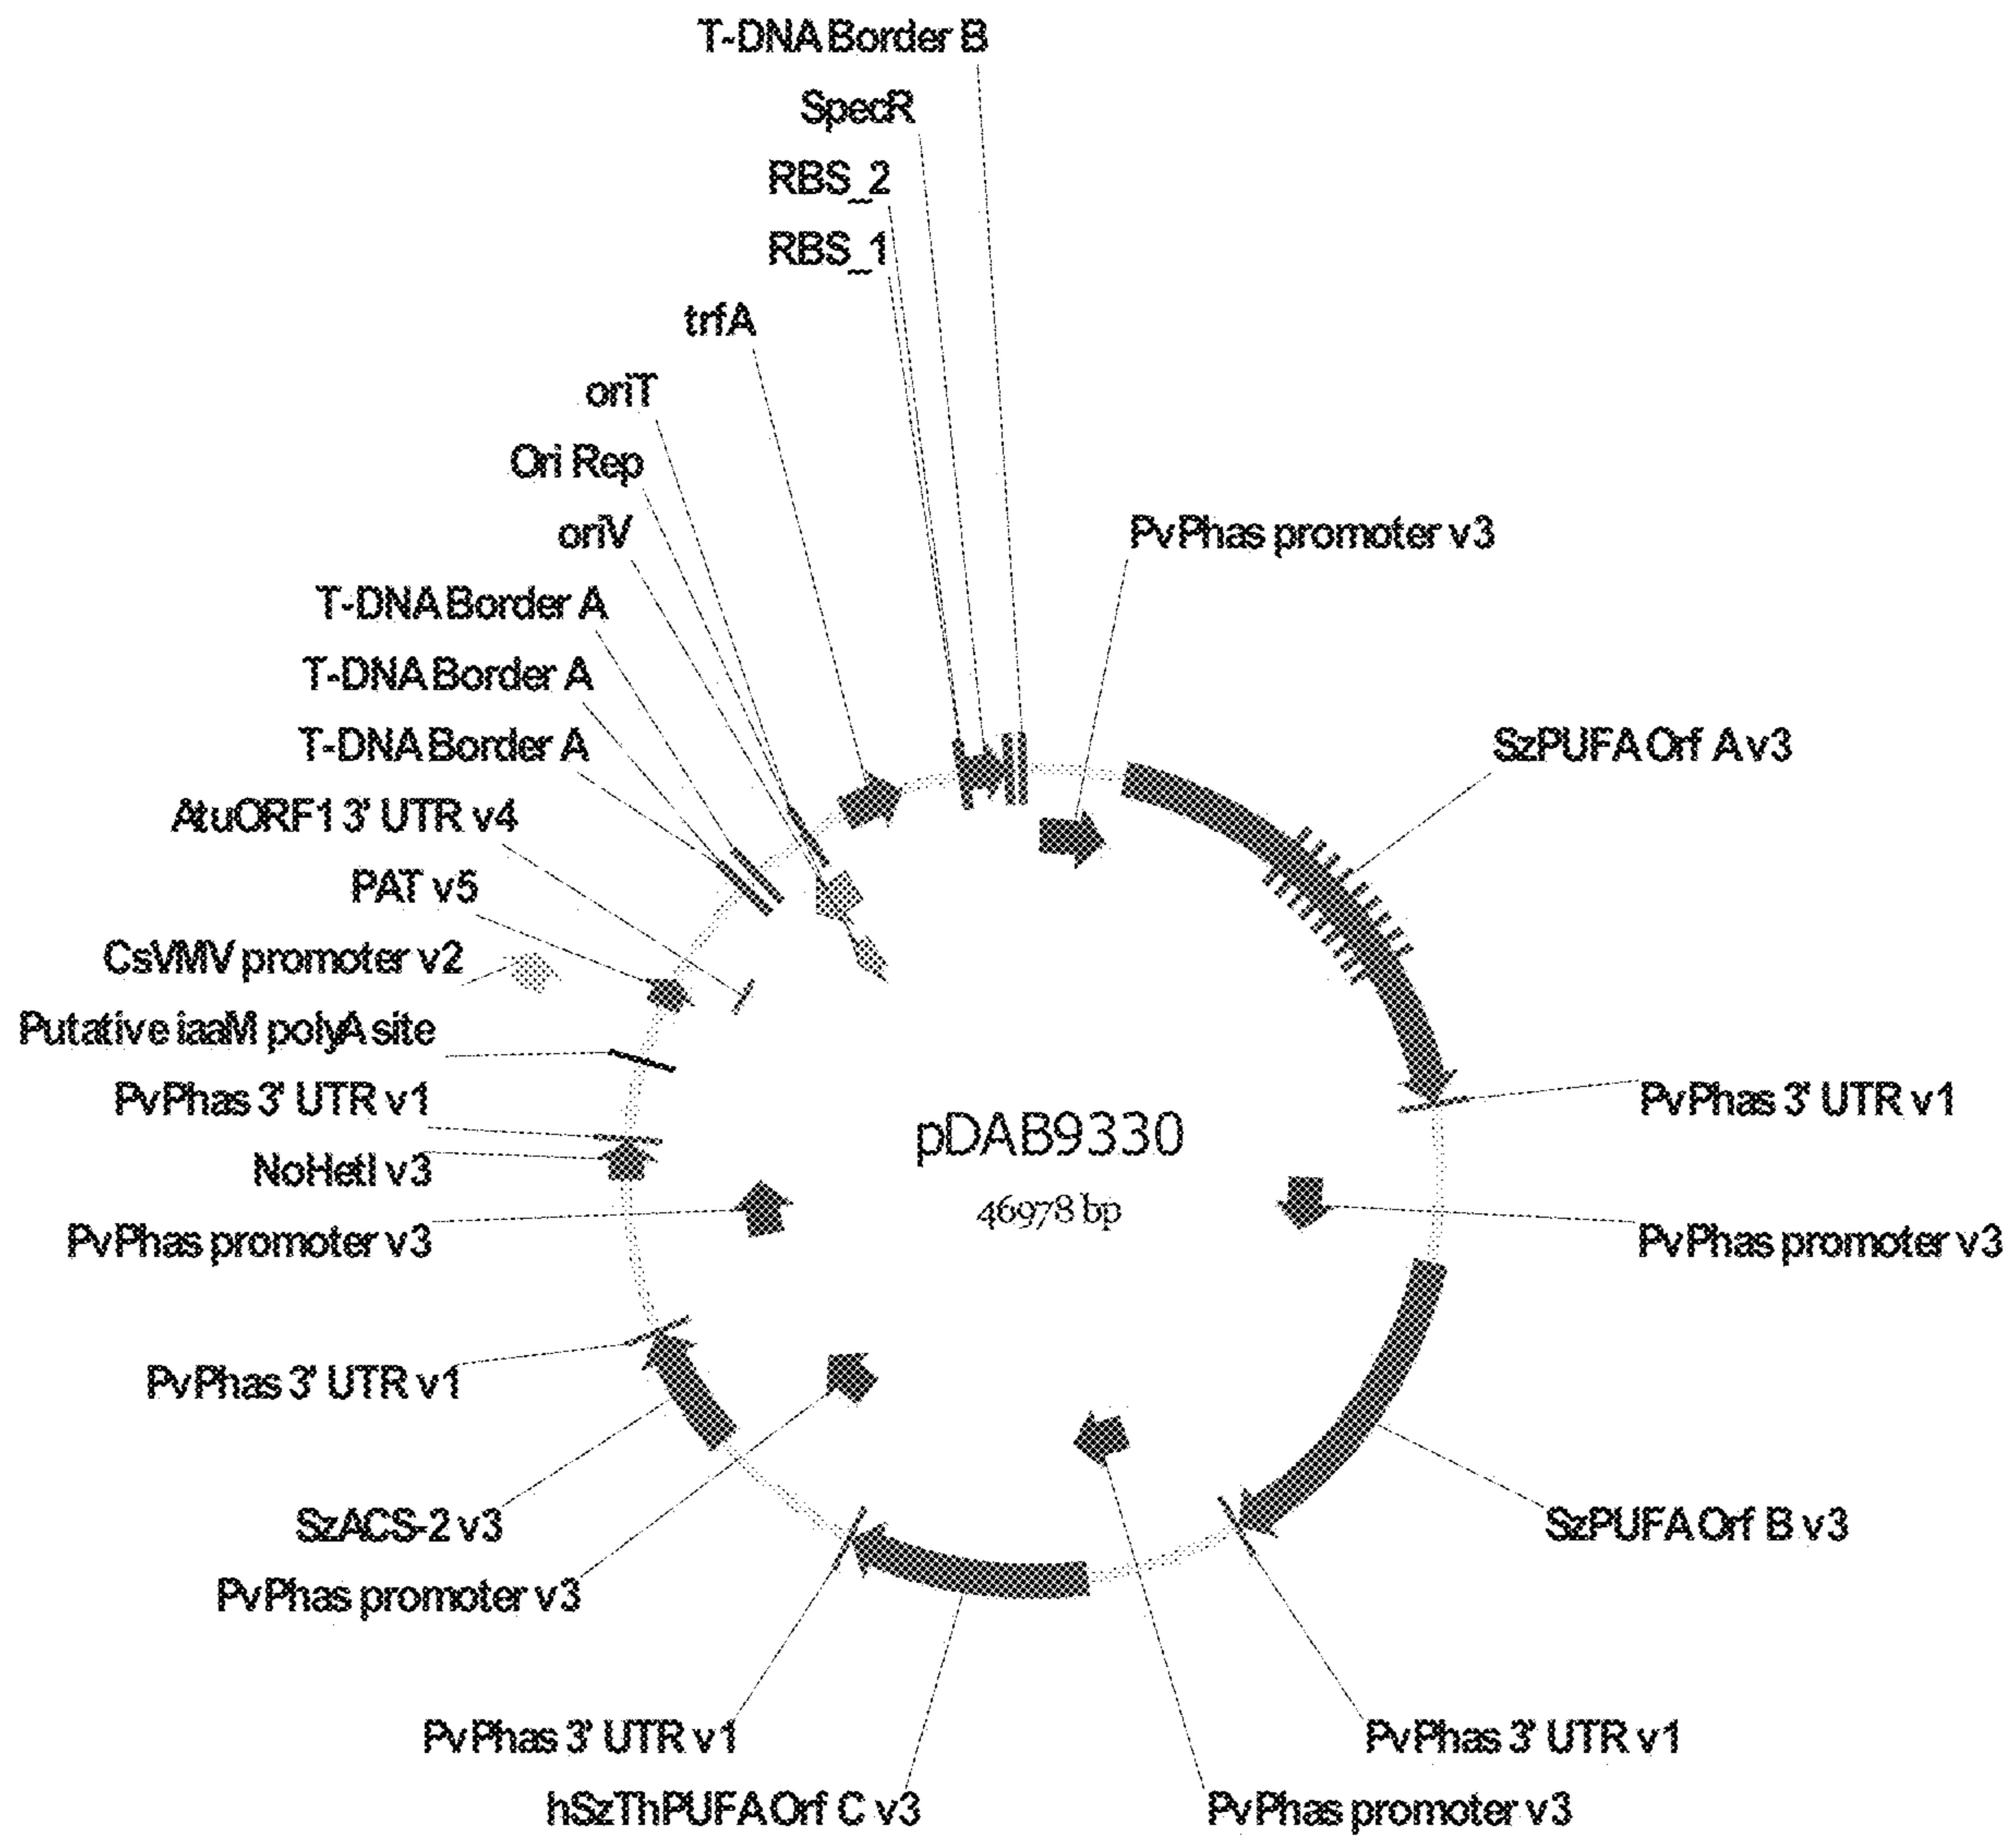 T-DNA Border B
SpecR
RBS_2
RBS_1
trfA
oriT
Ori Rep
oriV
T-DNA Border A
T-DNA Border A
T-DNA Border A
AtuORF1 3' UTR v4
PAT v5
CsVMV promoter v2
Putative iaaM polyA site
PvPhas 3' UTR v1
NoHetI v3
PvPhas promoter v3
PvPhas 3' UTR v1
SzACS-2 v3
PvPhas promoter v3
PvPhas 3' UTR v1
hSzThPUFA Orf C v3
PvPhas promoter v3
SzPUFA Orf A v3
PvPhas 3' UTR v1
PvPhas promoter v3
SzPUFA Orf B v3
PvPhas 3' UTR v1
PvPhas promoter v3
pDAB9330
46978 bp